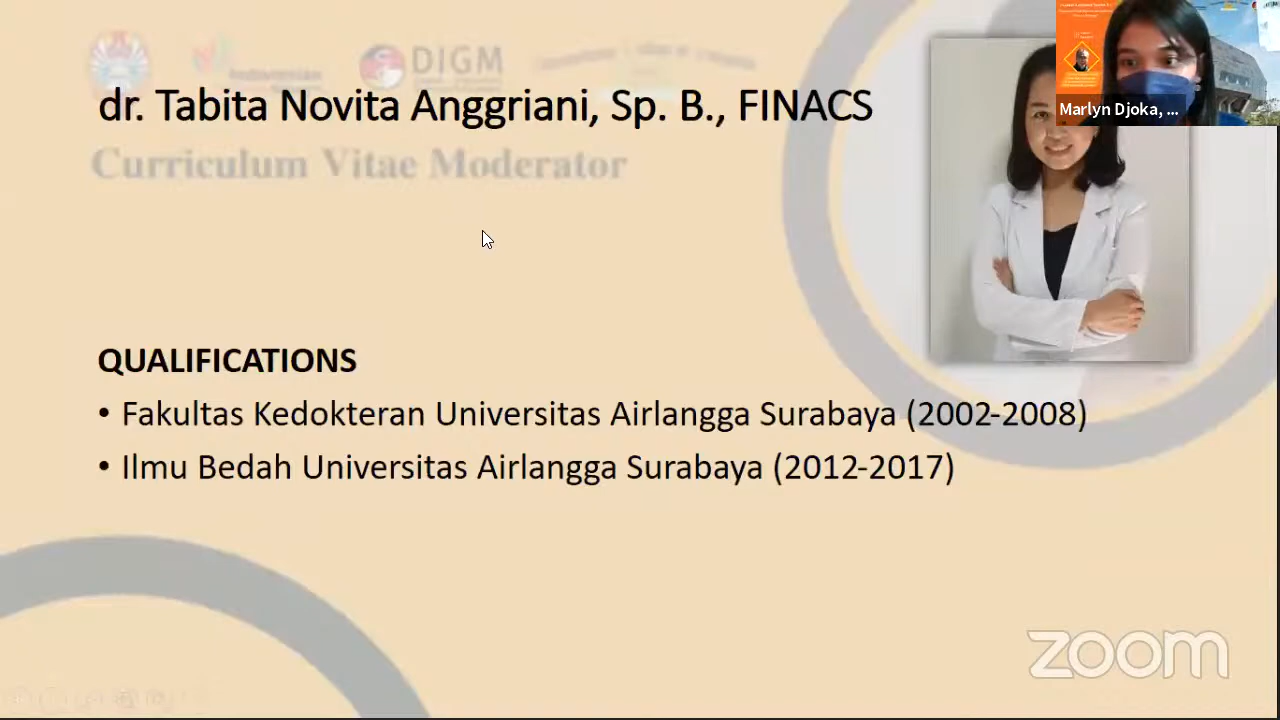 DIGM
dr. Tabita Novita Anggriani, Sp. B., FINACS
Curriculum Vitae Moderator
Marlyn Djoka, ...
QUALIFICATIONS
• Fakultas Kedokteran Universitas Airlangga Surabaya (2002-2008)
• Ilmu Bedah Universitas Airlangga Surabaya (2012-2017)
zoom